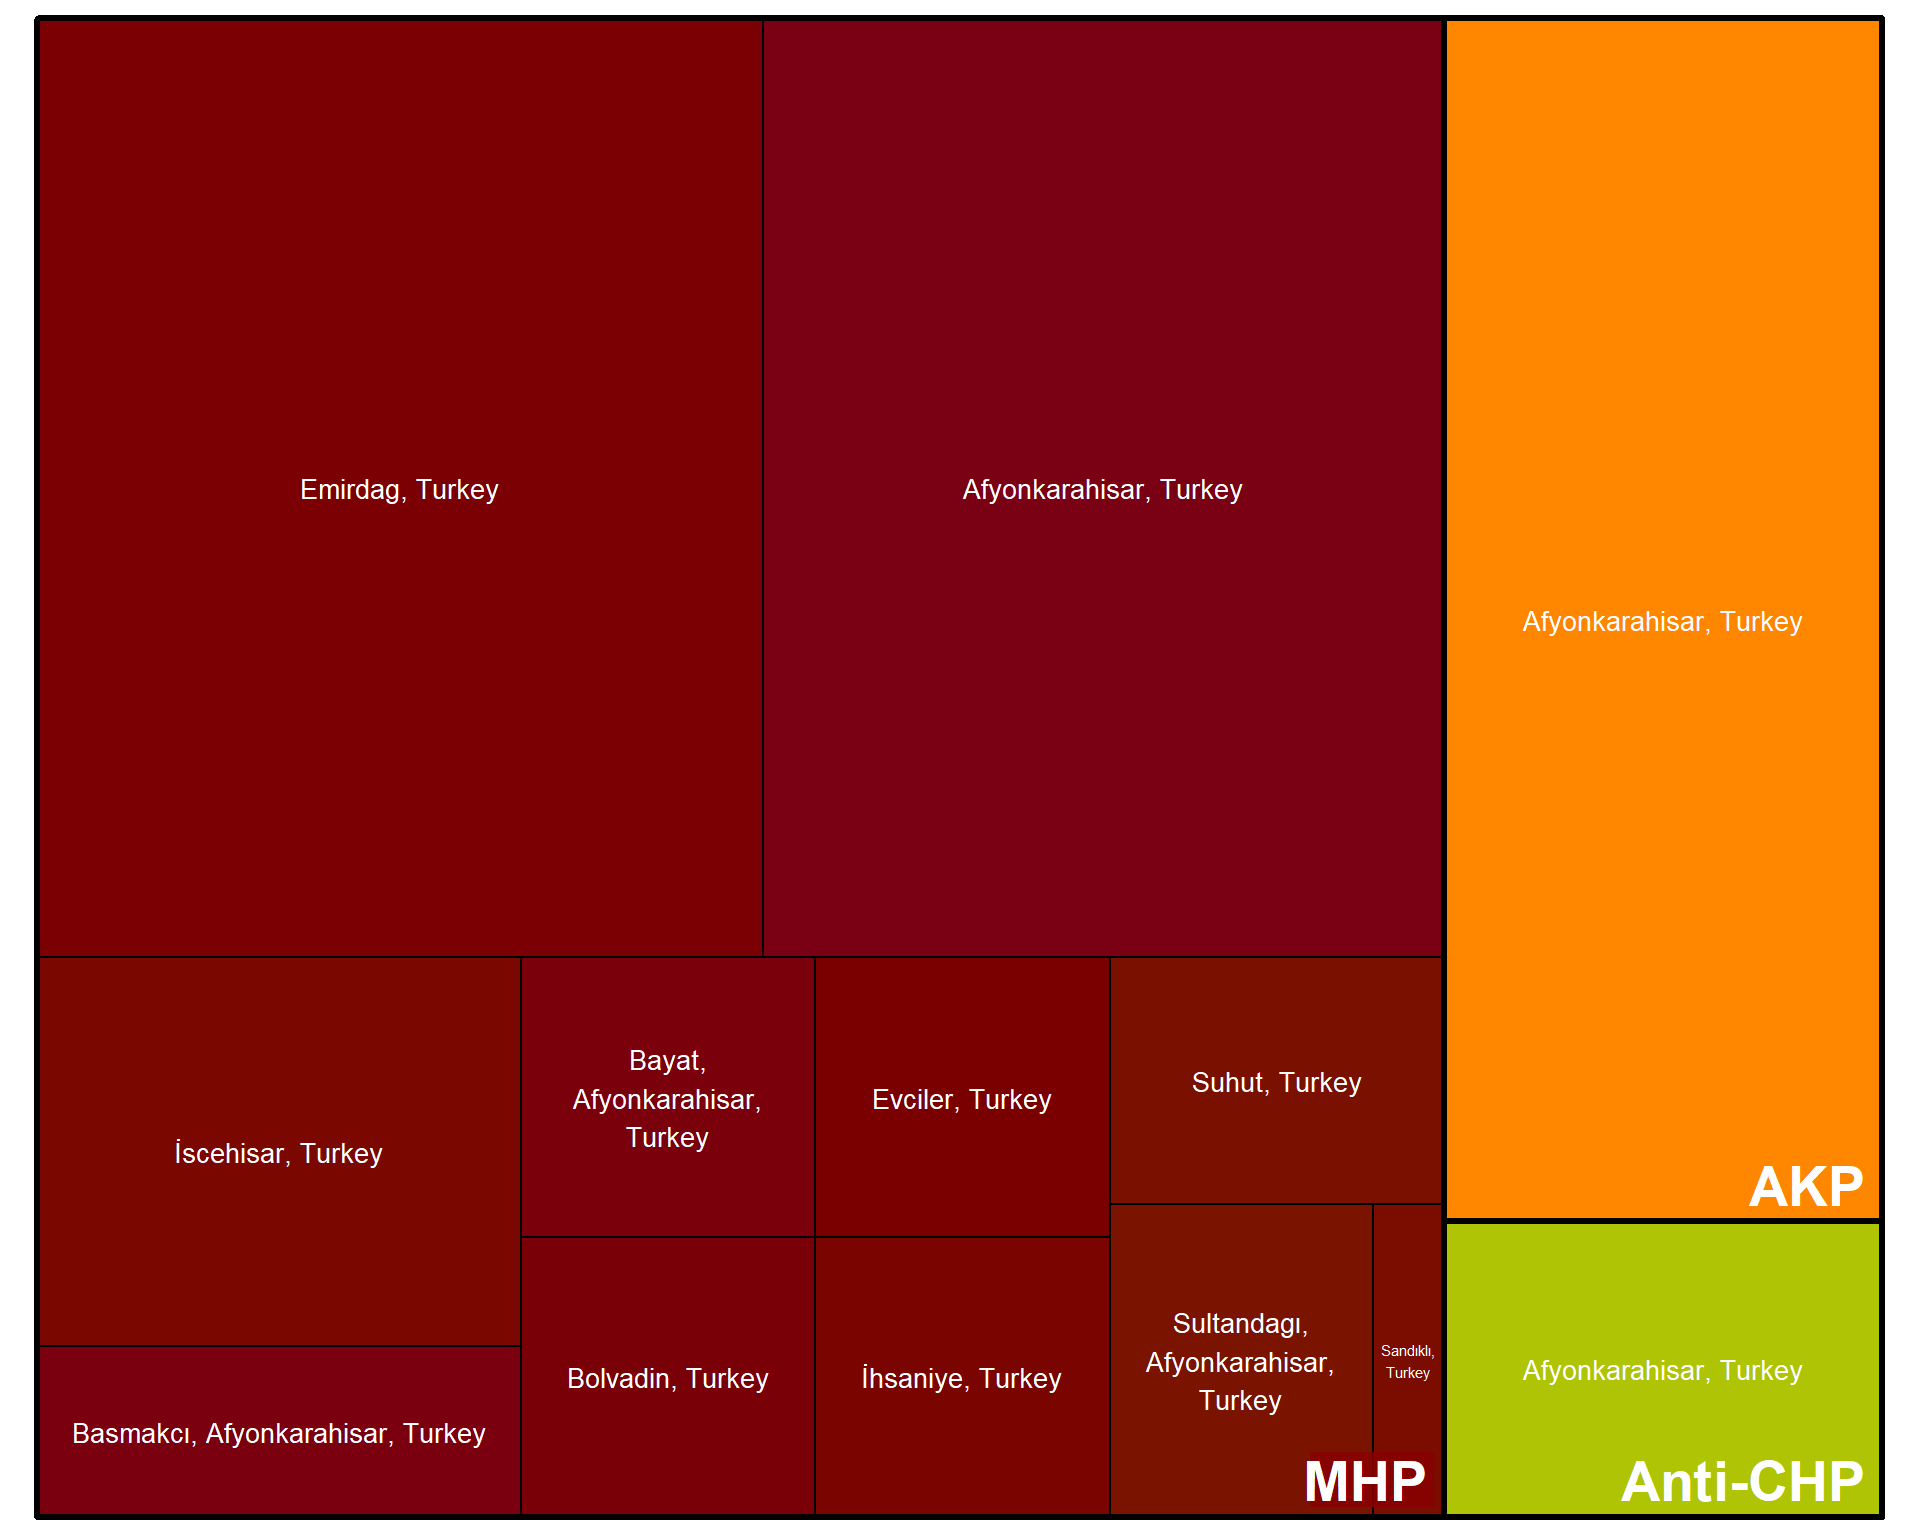 Emirdag, Turkey
Afyonkarahisar, Turkey
Afyonkarahisar, Turkey
AKP
İscehisar, Turkey
Basmakcı, Afyonkarahisar, Turkey
Bayat,
Afyonkarahisar,
Turkey
Bolvadin, Turkey
Evciler, Turkey
İhsaniye, Turkey
Suhut, Turkey
Sultandagı,
Afyonkarahisar,
Turkey
Sandıklı,
Turkey
MHP
Afyonkarahisar, Turkey
Anti-CHP